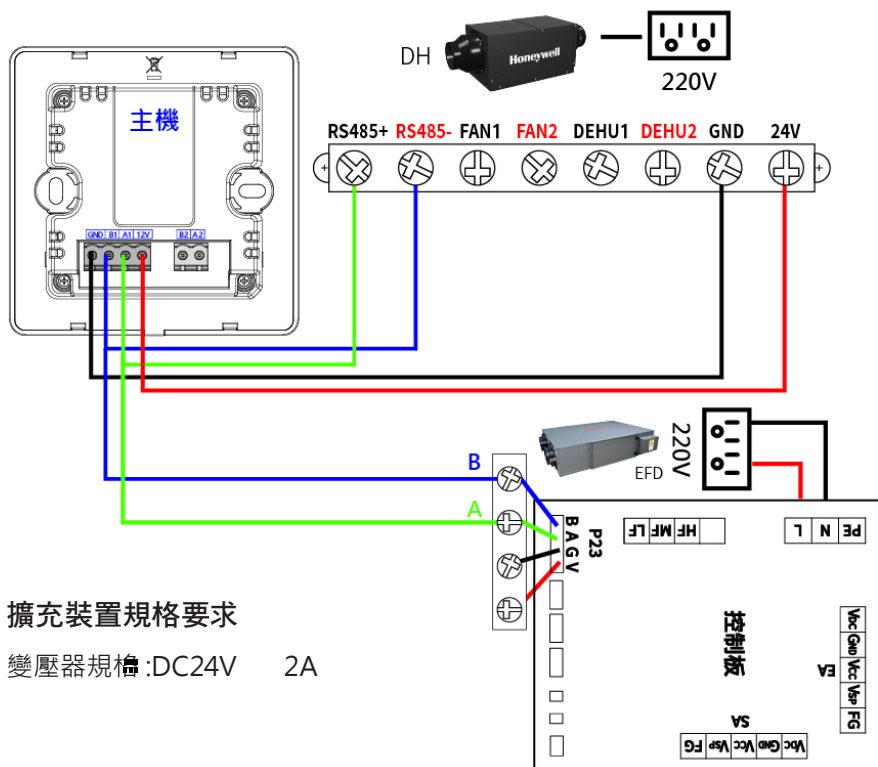 DH
Honeywell
220V
主機
RS485+ RS485- FAN1 FAN2 DEHU1 DEHU2 GND 24V
GND B1 A1 12V
B2 A2
220V
EFD
B
A
B A G V
P23
LF MF HF
L N PE
擴充裝置規格要求
變壓器規格:DC24V 2A
控制板
EA
VDC GND VCC VSP FG
SA
FG VSP VCC GND VDC